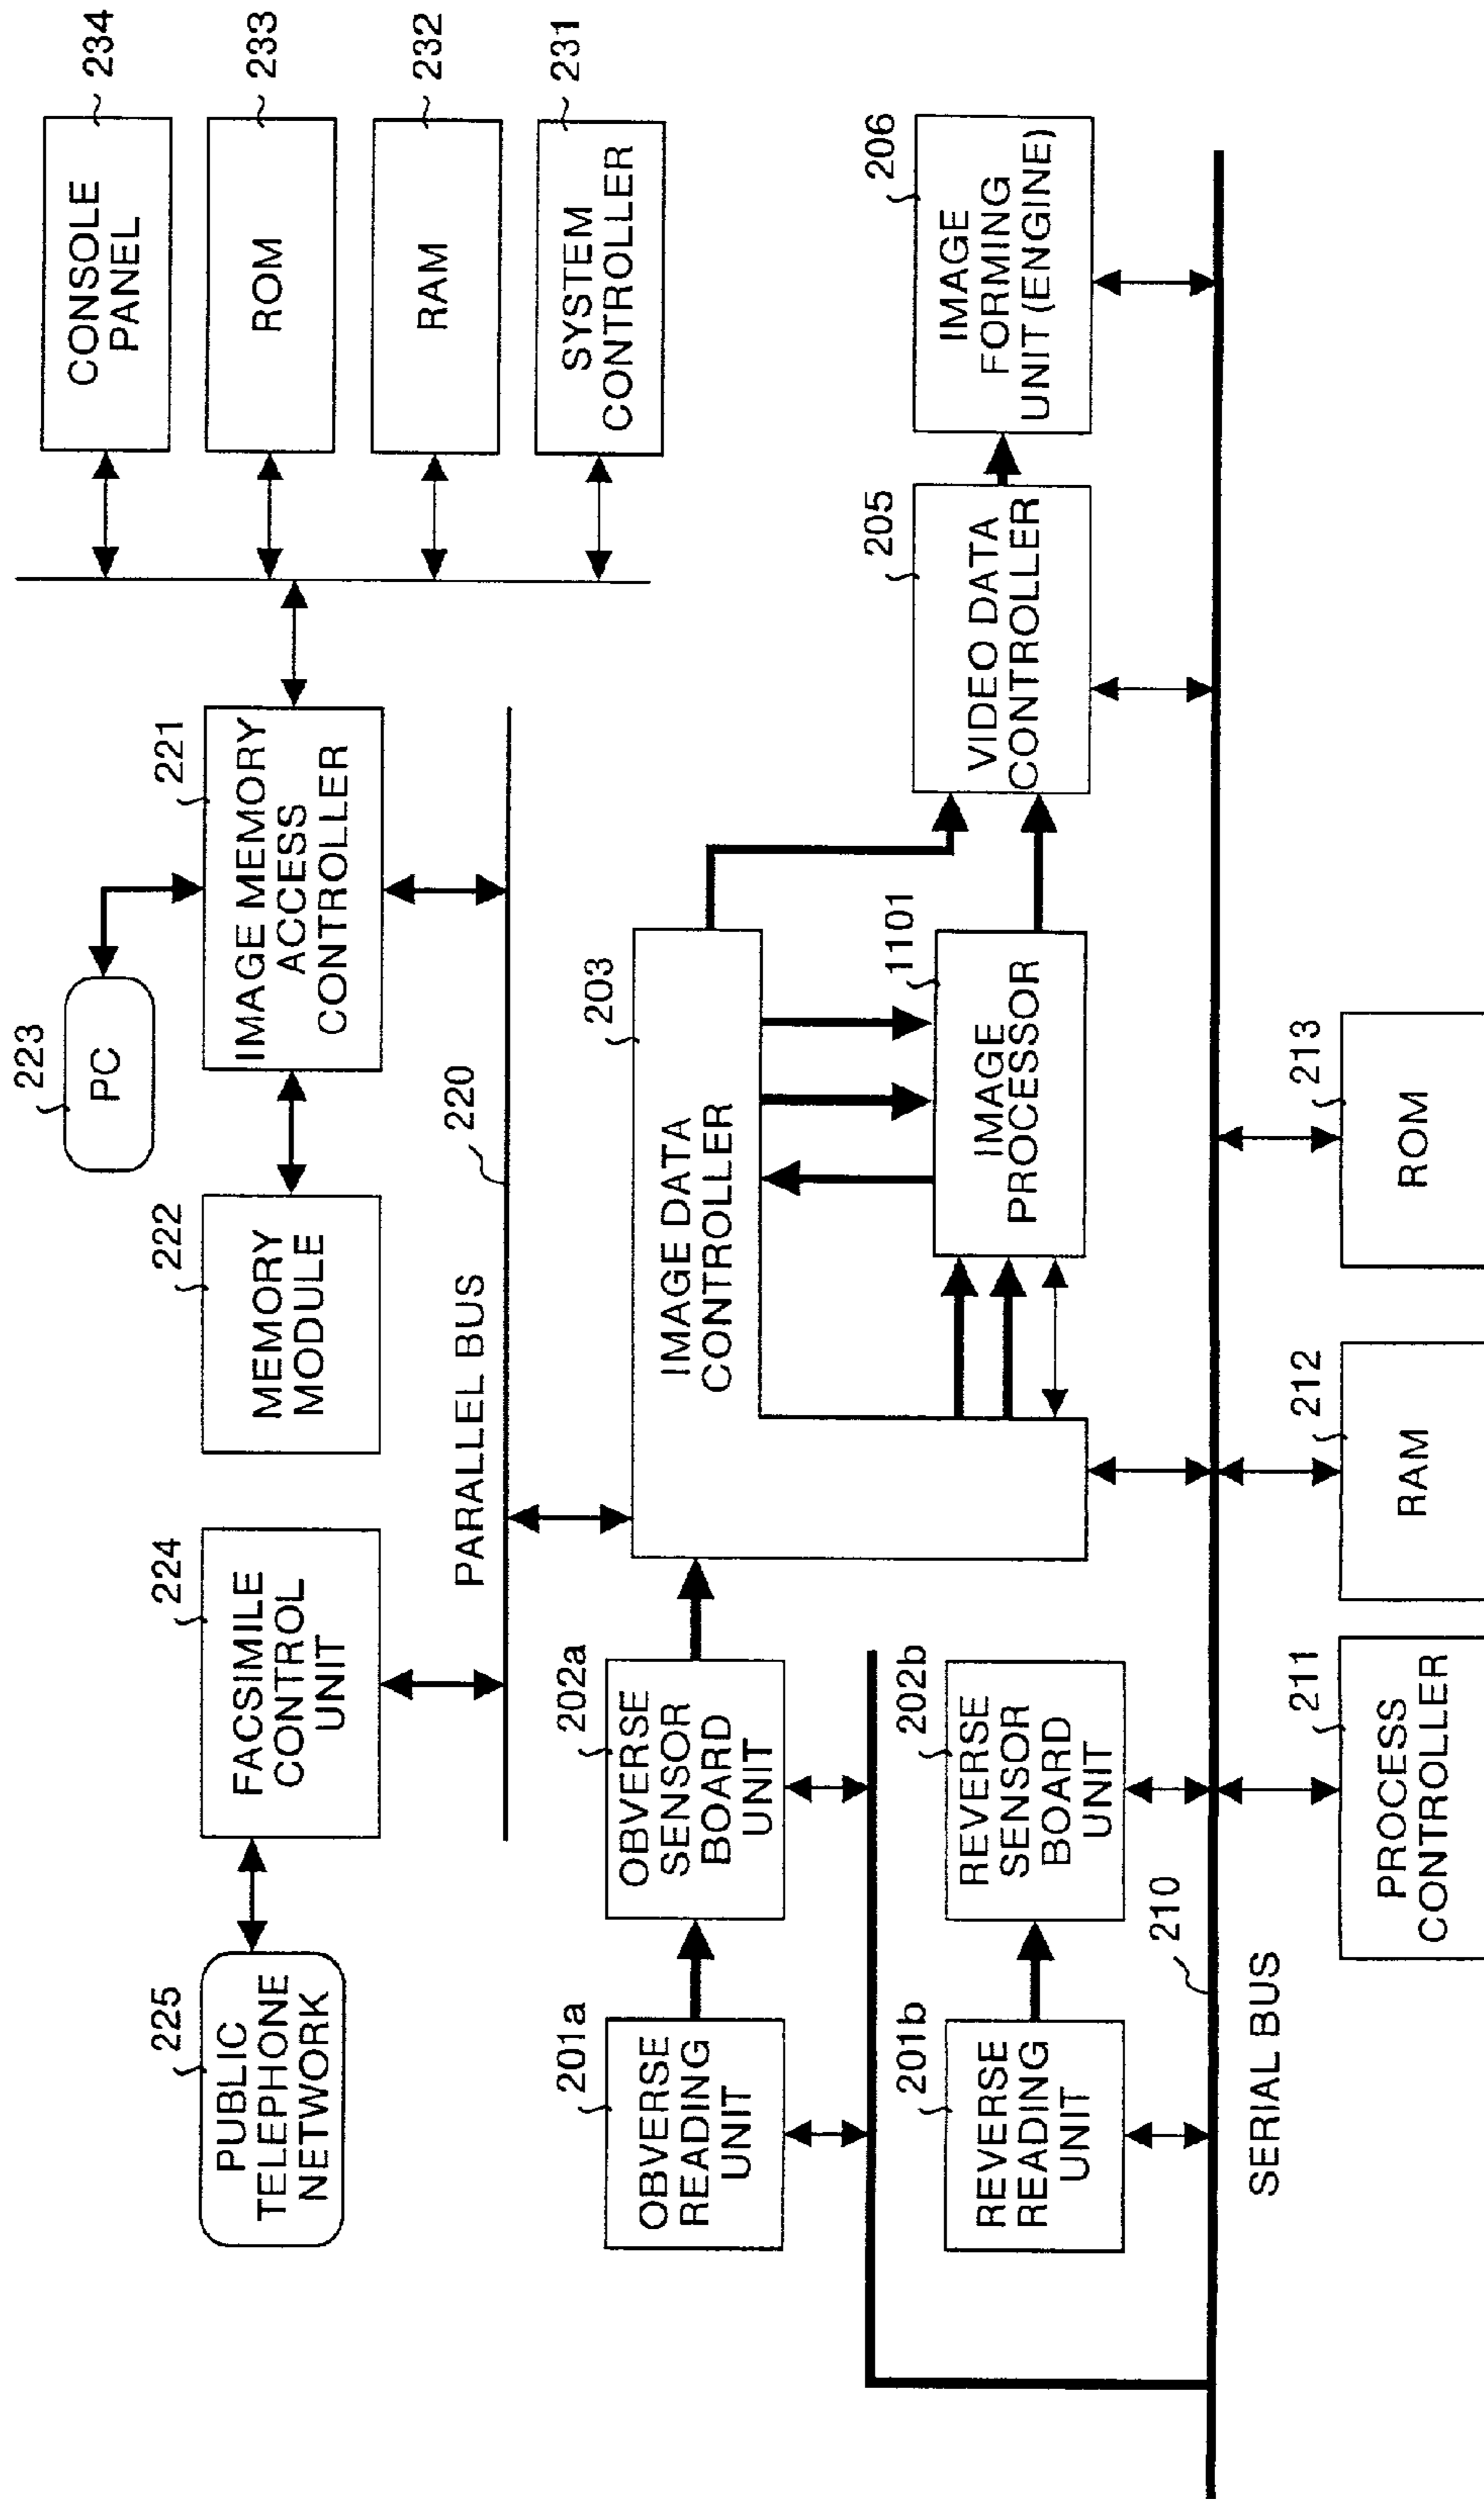 225
PUBLIC
TELEPHONE
NETWORK
224
FACSIMILE
CONTROL
UNIT
222
MEMORY
MODULE
223
PC
221
IMAGE MEMORY
ACCESS
CONTROLLER
234
CONSOLE
PANEL
233
ROM
232
RAM
231
SYSTEM
CONTROLLER
PARALLEL BUS
220
201a
OBVERSE
READING
UNIT
202a
OBVERSE
SENSOR
BOARD
UNIT
203
IMAGE DATA
CONTROLLER
1101
IMAGE
PROCESSOR
205
VIDEO DATA
CONTROLLER
206
IMAGE
FORMING
UNIT (ENGINE)
201b
REVERSE
READING
UNIT
202b
REVERSE
SENSOR
BOARD
UNIT
210
SERIAL BUS
211
PROCESS
CONTROLLER
212
RAM
213
ROM